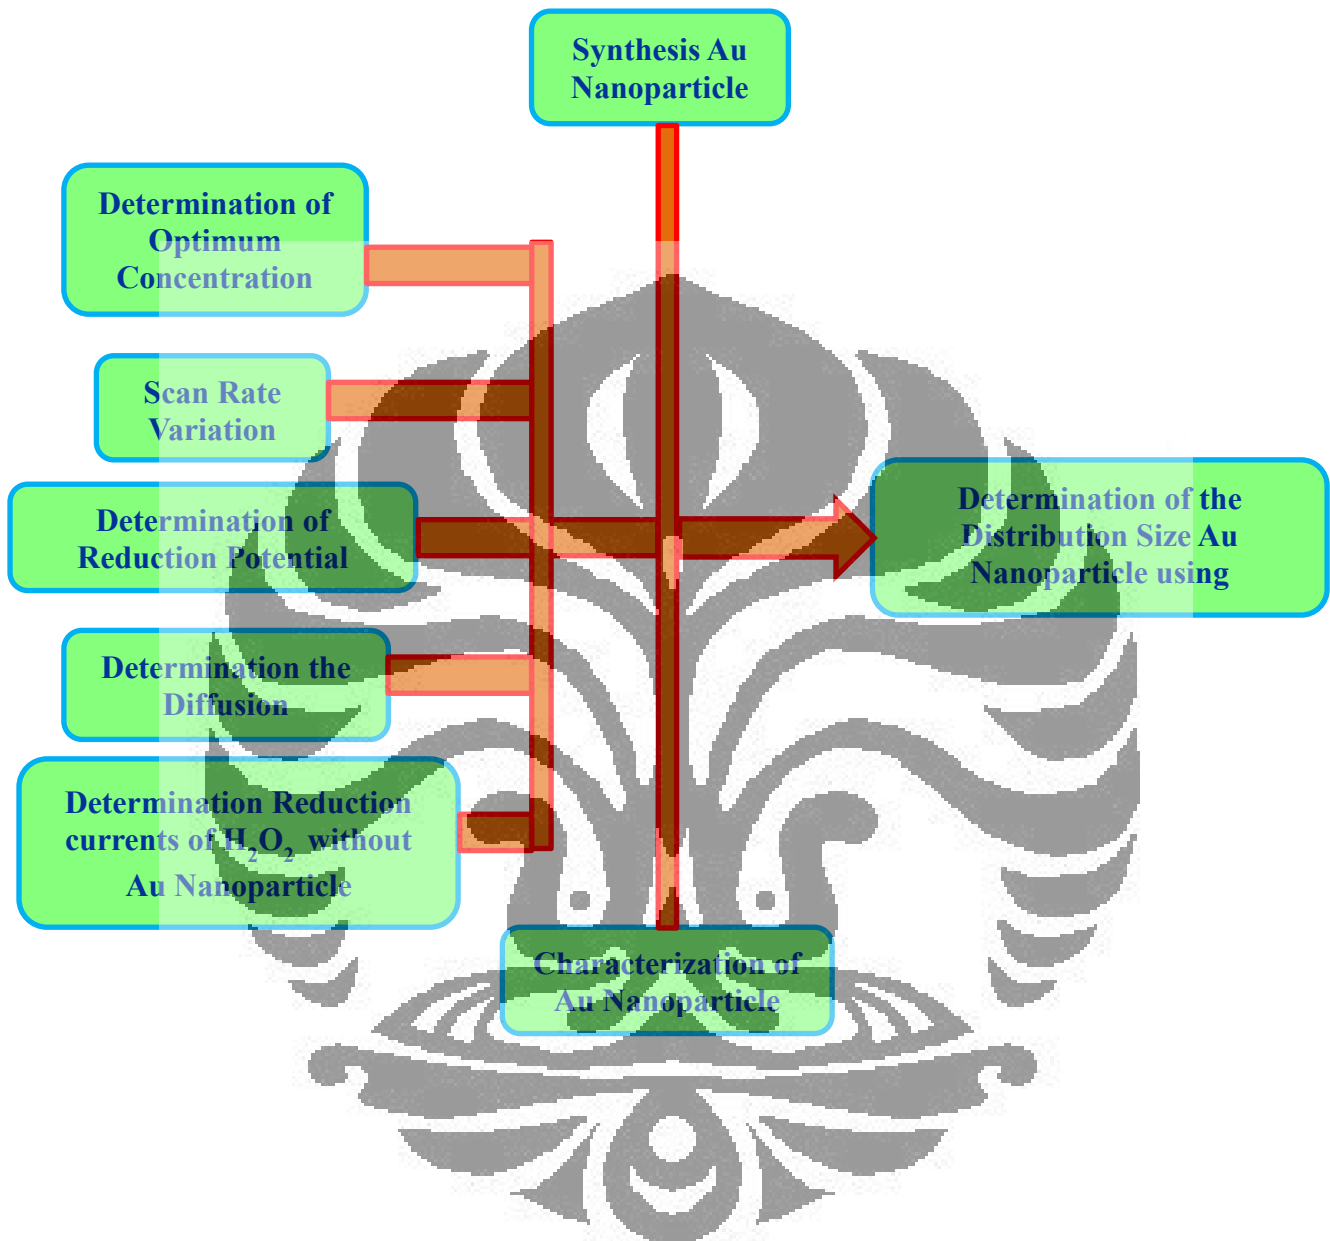 Synthesis Au
Nanoparticle
Determination of
Optimum
Concentration
Scan Rate
Variation
Determination of
Reduction Potential
Determination of the
Distribution Size Au
Nanoparticle using
Determination the
Diffusion
Determination Reduction
currents of H₂O₂ without
Au Nanoparticle
Characterization of
Au Nanoparticle